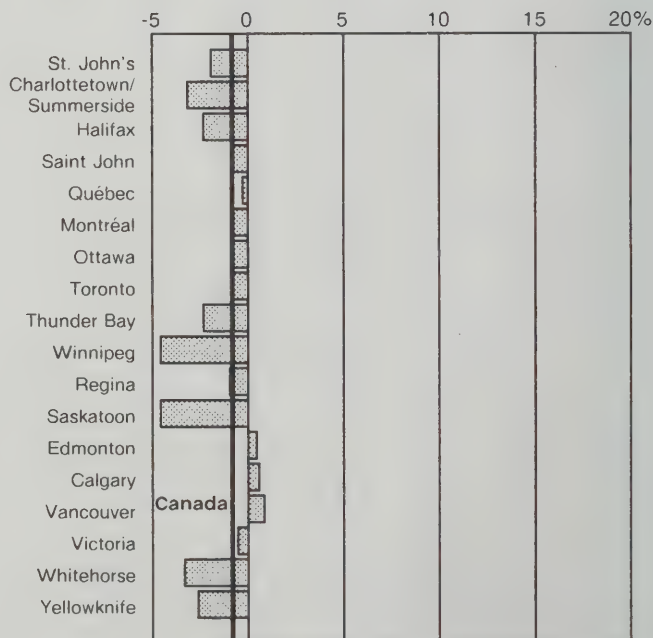 -5 0 5 10 15 20%
St. John's
Charlottetown/
Summerside
Halifax
Saint John
Québec
Montréal
Ottawa
Toronto
Thunder Bay
Winnipeg
Regina
Saskatoon
Edmonton
Calgary
Canada
Vancouver
Victoria
Whitehorse
Yellowknife